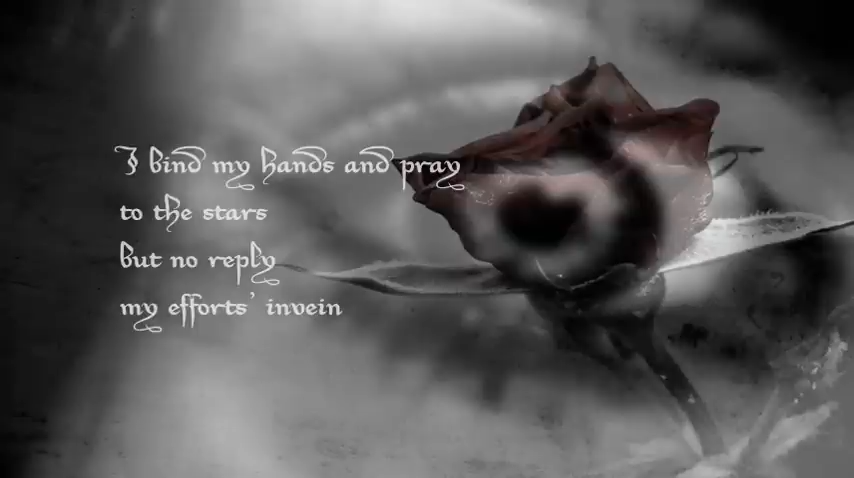 I bind my hands and pray
to the stars
but no reply
my efforts' invein